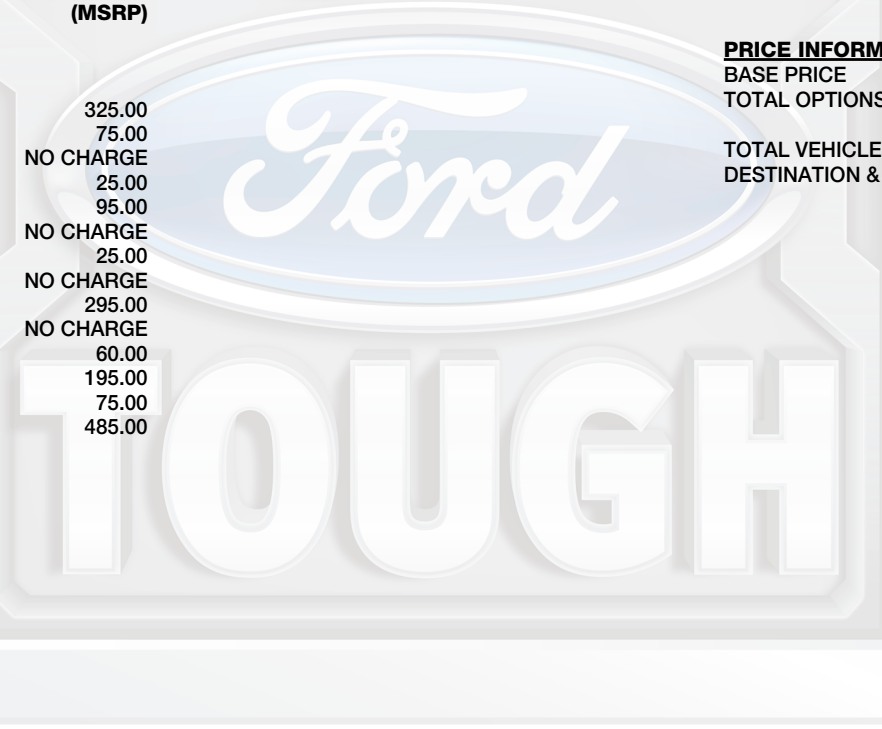 (MSRP)
325.00
75.00
NO CHARGE
25.00
95.00
NO CHARGE
25.00
NO CHARGE
295.00
NO CHARGE
60.00
195.00
75.00
485.00
PRICE INFORM
BASE PRICE
TOTAL OPTIONS
TOTAL VEHICLE
DESTINATION &
Ford
TOUGH